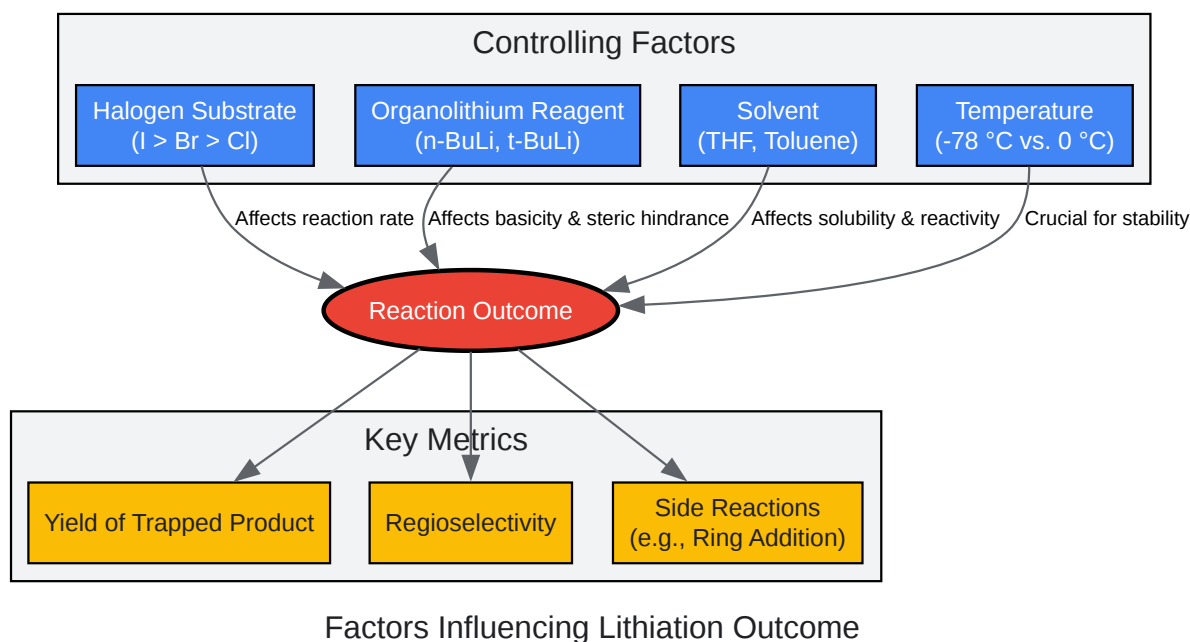 Controlling Factors
Halogen Substrate
(I > Br > Cl)
Organolithium Reagent
(n-BuLi, t-BuLi)
Solvent
(THF, Toluene)
Temperature
(-78 °C vs. 0 °C)
Affects reaction rate
Affects basicity & steric hindrance
Affects solubility & reactivity
Crucial for stability
Reaction Outcome
Key Metrics
Yield of Trapped Product
Regioselectivity
Side Reactions
(e.g., Ring Addition)
Factors Influencing Lithiation Outcome